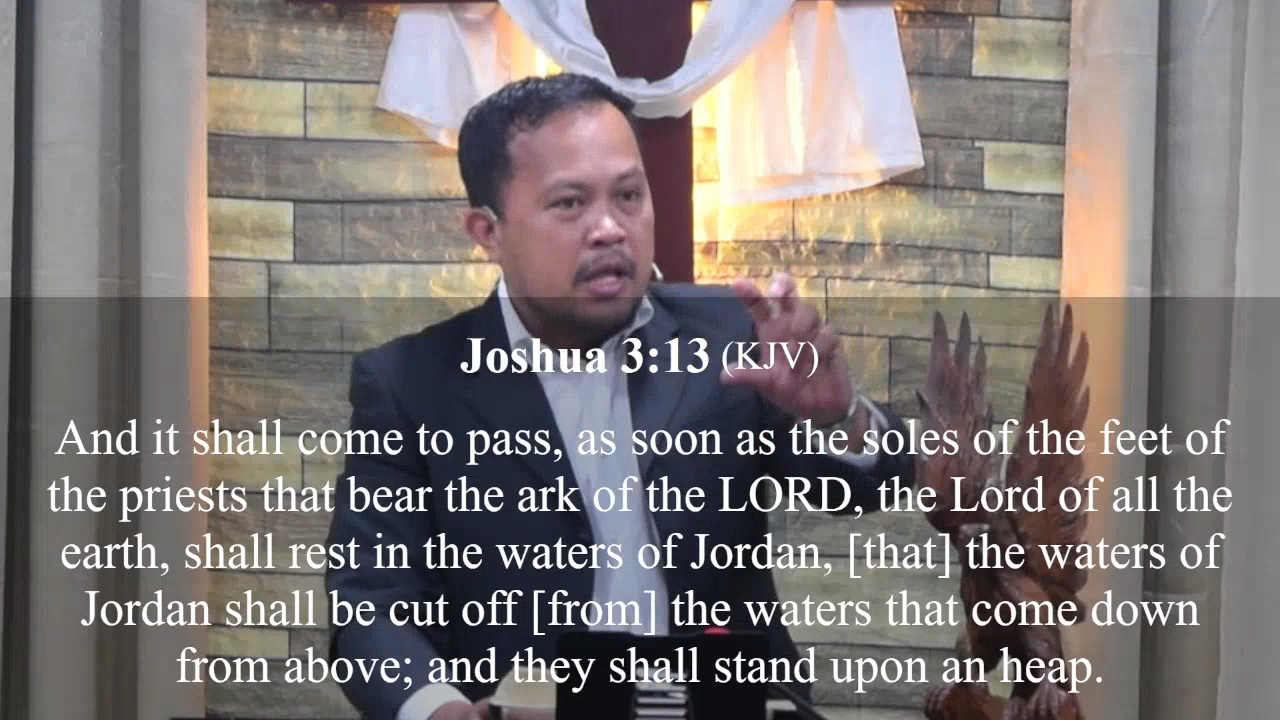 Joshua 3:13 (KJV)
And it shall come to pass, as soon as the soles of the feet of
the priests that bear the ark of the LORD, the Lord of all the
earth, shall rest in the waters of Jordan, [that] the waters of
Jordan shall be cut off [from] the waters that come down
from above; and they shall stand upon an heap.